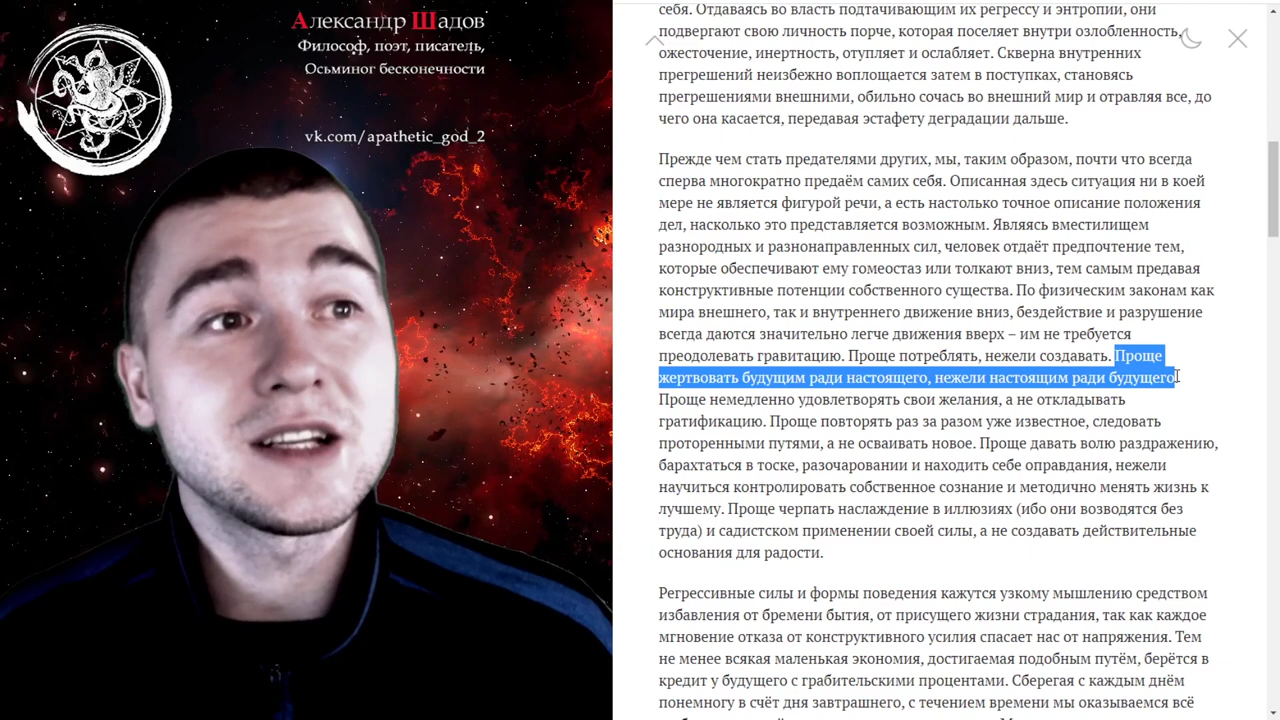 Александр Шадов
Философ, поэт, писатель,
Осьминог бесконечности
vk.com/apathetic_god_2
себя. Отдаваясь во власть подтачивающим их регрессу и энтропии, они
подвергают свою личность порче, которая поселяет внутри озлобленность,
ожесточение, инертность, отупляет и ослабляет. Скверна внутренних
прегрешений неизбежно воплощается затем в поступках, становясь
прегрешениями внешними, обильно сочась во внешний мир и отравляя все, до
чего она касается, передавая эстафету деградации дальше.
Прежде чем стать предателями других, мы, таким образом, почти что всегда
сперва многократно предаём самих себя. Описанная здесь ситуация ни в коей
мере не является фигурой речи, а есть настолько точное описание положения
дел, насколько это представляется возможным. Являясь вместилищем
разнородных и разнонаправленных сил, человек отдаёт предпочтение тем,
которые обеспечивают ему гомеостаз или толкают вниз, тем самым предавая
конструктивные потенции собственного существа. По физическим законам как
мира внешнего, так и внутреннего движение вниз, бездействие и разрушение
всегда даются значительно легче движения вверх – им не требуется
преодолевать гравитацию. Проще потреблять, нежели создавать. Проще
жертвовать будущим ради настоящего, нежели настоящим ради будущего
Проще немедленно удовлетворять свои желания, а не откладывать
гратификацию. Проще повторять раз за разом уже известное, следовать
проторенными путями, а не осваивать новое. Проще давать волю раздражению,
барахтаться в тоске, разочаровании и находить себе оправдания, нежели
научиться контролировать собственное сознание и методично менять жизнь к
лучшему. Проще черпать наслаждение в иллюзиях (ибо они возводятся без
труда) и садистском применении своей силы, а не создавать действительные
основания для радости.
Регрессивные силы и формы поведения кажутся узкому мышлению средством
избавления от бремени бытия, от присущего жизни страдания, так как каждое
мгновение отказа от конструктивного усилия спасает нас от напряжения. Тем
не менее всякая маленькая экономия, достигаемая подобным путём, берётся в
кредит у будущего с грабительскими процентами. Сберегая с каждым днём
понемногу в счёт дня завтрашнего, с течением времени мы оказываемся всё